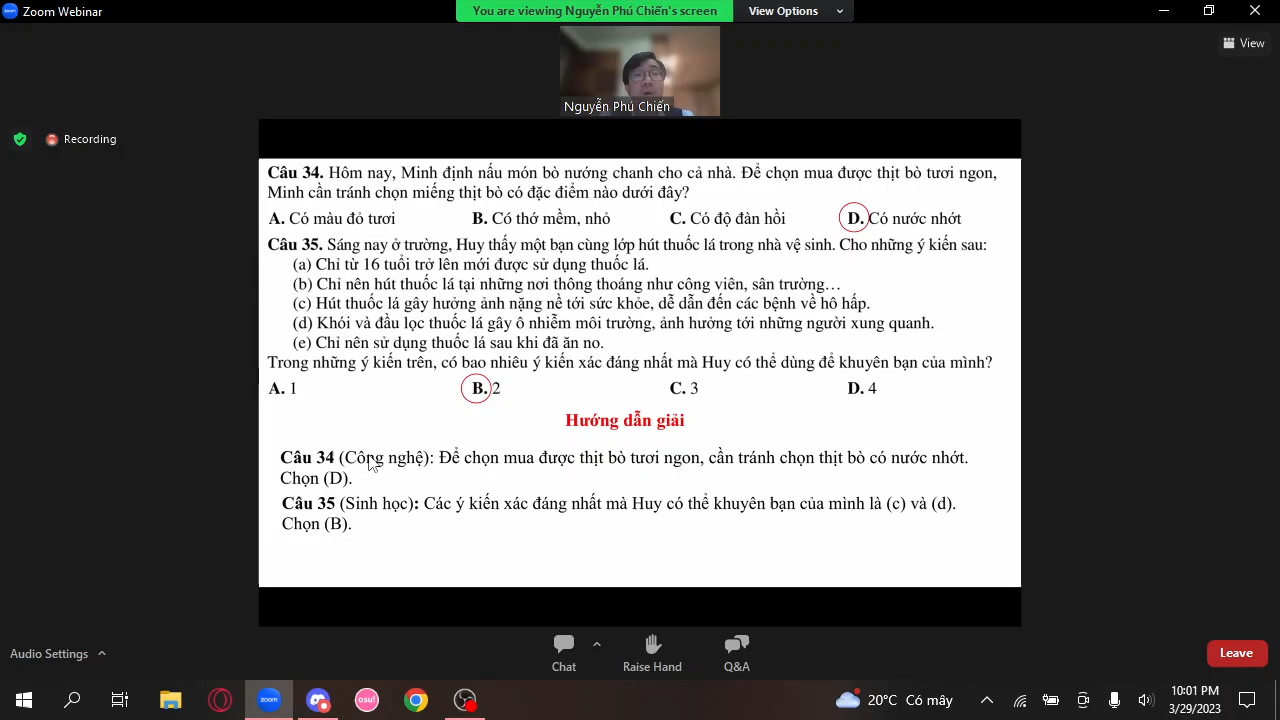 Zoom Webinar
You are viewing Nguyễn Phú Chiến's screen
View Options
View
Nguyễn Phú Chiến
Recording
Câu 34. Hôm nay, Minh định nấu món bò nướng chanh cho cả nhà. Để chọn mua được thịt bò tươi ngon,
Minh cần tránh chọn miếng thịt bò có đặc điểm nào dưới đây?
A. Có màu đỏ tươi B. Có thớ mềm, nhỏ C. Có độ đàn hồi D. Có nước nhớt
Câu 35. Sáng nay ở trường, Huy thấy một bạn cùng lớp hút thuốc lá trong nhà vệ sinh. Cho những ý kiến sau:
(a) Chỉ từ 16 tuổi trở lên mới được sử dụng thuốc lá.
(b) Chỉ nên hút thuốc lá tại những nơi thông thoáng như công viên, sân trường…
(c) Hút thuốc lá gây hưởng ảnh nặng nề tới sức khỏe, dễ dẫn đến các bệnh về hô hấp.
(d) Khói và đầu lọc thuốc lá gây ô nhiễm môi trường, ảnh hưởng tới những người xung quanh.
(e) Chỉ nên sử dụng thuốc lá sau khi đã ăn no.
Trong những ý kiến trên, có bao nhiêu ý kiến xác đáng nhất mà Huy có thể dùng để khuyên bạn của mình?
A. 1 B. 2 C. 3 D. 4
Hướng dẫn giải
Câu 34 (Công nghệ): Để chọn mua được thịt bò tươi ngon, cần tránh chọn thịt bò có nước nhớt.
Chọn (D).
Câu 35 (Sinh học): Các ý kiến xác đáng nhất mà Huy có thể khuyên bạn của mình là (c) và (d).
Chọn (B).
Audio Settings
Chat
Raise Hand
Q&A
Leave
zoom
osu!
20°C Có mây
10:01 PM
3/29/2023